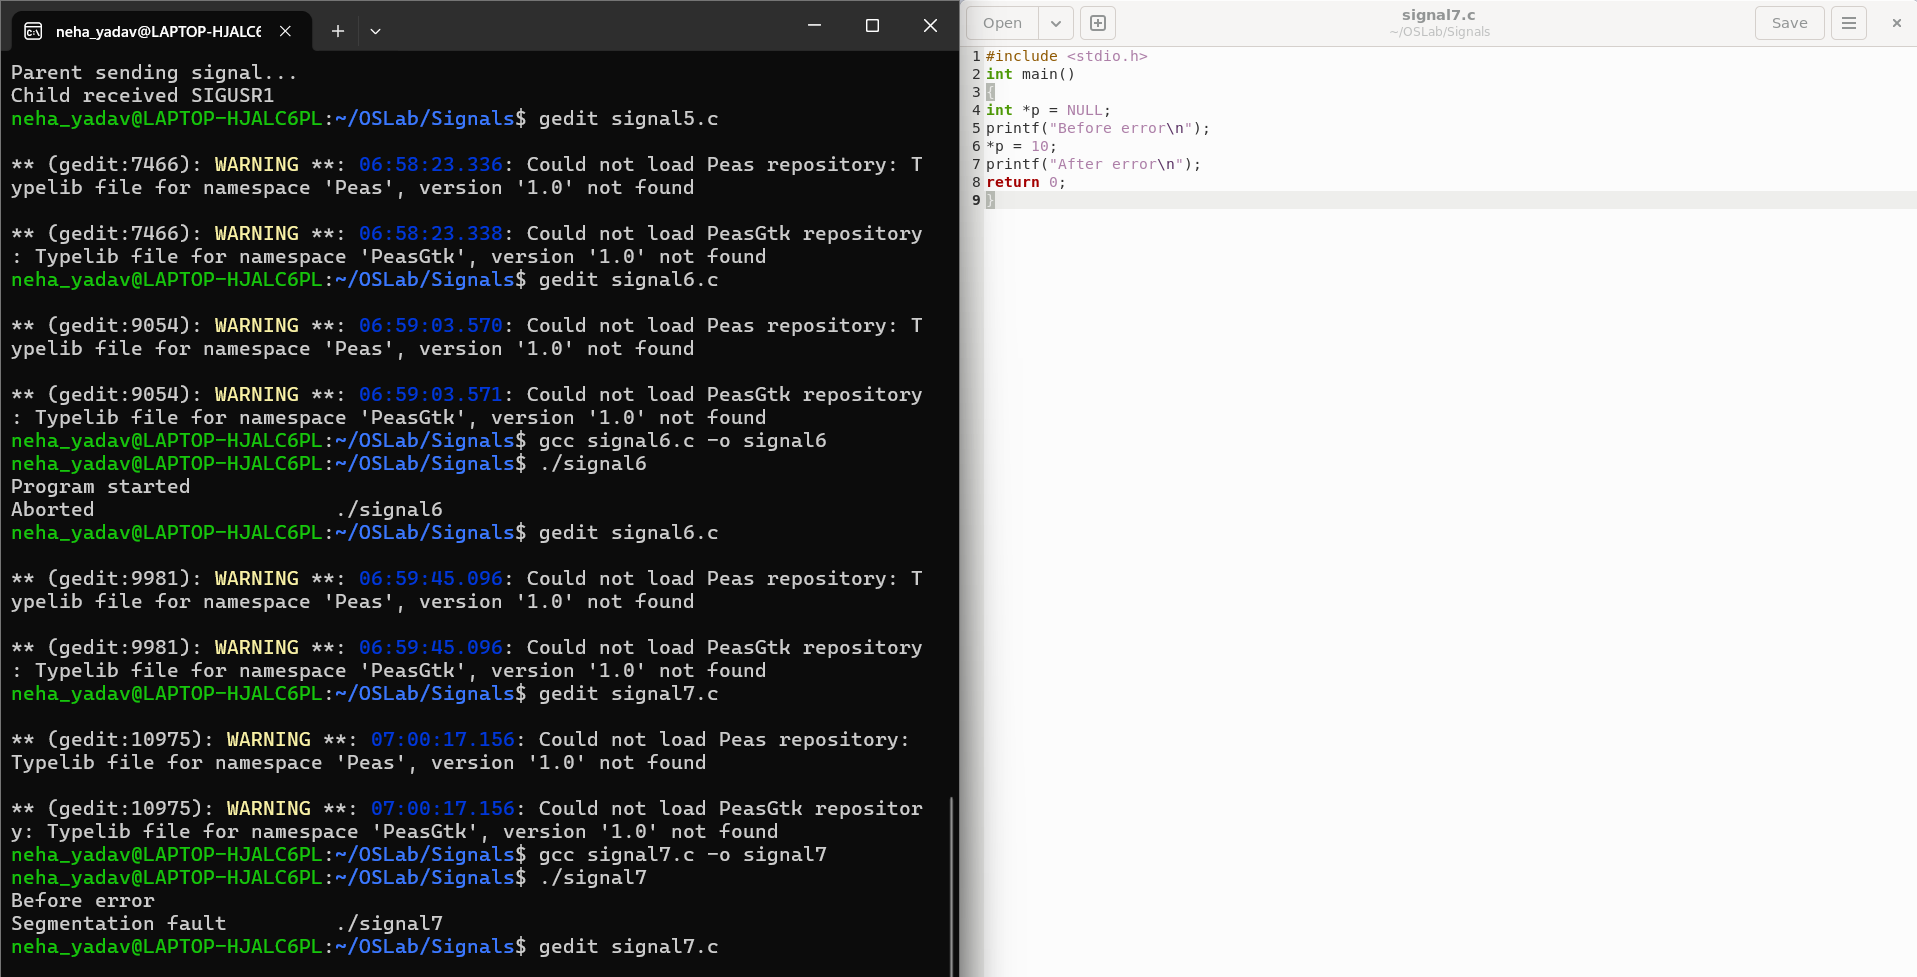 neha_yadav@LAPTOP-HJALC6
Parent sending signal...
Child received SIGUSR1
neha_yadav@LAPTOP-HJALC6PL:~/OSLab/Signals$ gedit signal5.c
** (gedit:7466): WARNING **: 06:58:23.336: Could not load Peas repository: T
ypelib file for namespace 'Peas', version '1.0' not found
** (gedit:7466): WARNING **: 06:58:23.338: Could not load PeasGtk repository
: Typelib file for namespace 'PeasGtk', version '1.0' not found
neha_yadav@LAPTOP-HJALC6PL:~/OSLab/Signals$ gedit signal6.c
** (gedit:9054): WARNING **: 06:59:03.570: Could not load Peas repository: T
ypelib file for namespace 'Peas', version '1.0' not found
** (gedit:9054): WARNING **: 06:59:03.571: Could not load PeasGtk repository
: Typelib file for namespace 'PeasGtk', version '1.0' not found
neha_yadav@LAPTOP-HJALC6PL:~/OSLab/Signals$ gcc signal6.c -o signal6
neha_yadav@LAPTOP-HJALC6PL:~/OSLab/Signals$ ./signal6
Program started
Aborted                    ./signal6
neha_yadav@LAPTOP-HJALC6PL:~/OSLab/Signals$ gedit signal6.c
** (gedit:9981): WARNING **: 06:59:45.096: Could not load Peas repository: T
ypelib file for namespace 'Peas', version '1.0' not found
** (gedit:9981): WARNING **: 06:59:45.096: Could not load PeasGtk repository
: Typelib file for namespace 'PeasGtk', version '1.0' not found
neha_yadav@LAPTOP-HJALC6PL:~/OSLab/Signals$ gedit signal7.c
** (gedit:10975): WARNING **: 07:00:17.156: Could not load Peas repository:
Typelib file for namespace 'Peas', version '1.0' not found
** (gedit:10975): WARNING **: 07:00:17.156: Could not load PeasGtk repositor
y: Typelib file for namespace 'PeasGtk', version '1.0' not found
neha_yadav@LAPTOP-HJALC6PL:~/OSLab/Signals$ gcc signal7.c -o signal7
neha_yadav@LAPTOP-HJALC6PL:~/OSLab/Signals$ ./signal7
Before error
Segmentation fault         ./signal7
neha_yadav@LAPTOP-HJALC6PL:~/OSLab/Signals$ gedit signal7.c
Open
signal7.c
~/OSLab/Signals
Save
1 #include <stdio.h>
2 int main()
3 {
4 int *p = NULL;
5 printf("Before error\n");
6 *p = 10;
7 printf("After error\n");
8 return 0;
9 }